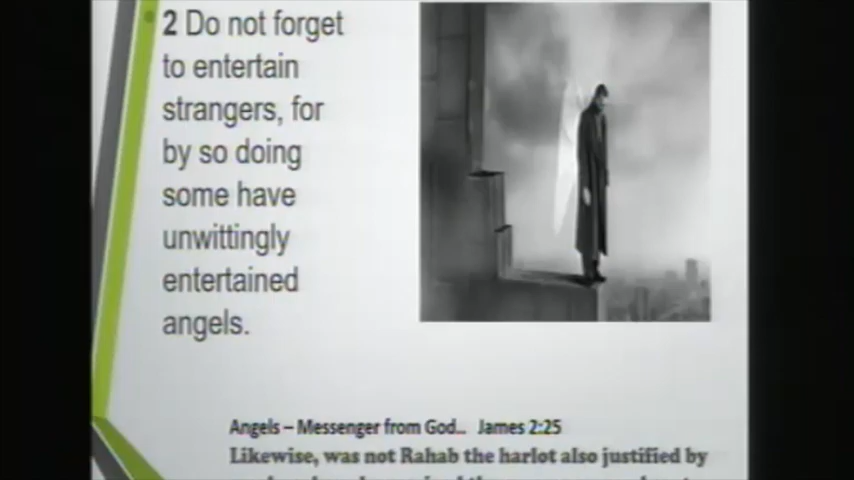 2 Do not forget
to entertain
strangers, for
by so doing
some have
unwittingly
entertained
angels.
Angels – Messenger from God... James 2:25
Likewise, was not Rahab the harlot also justified by